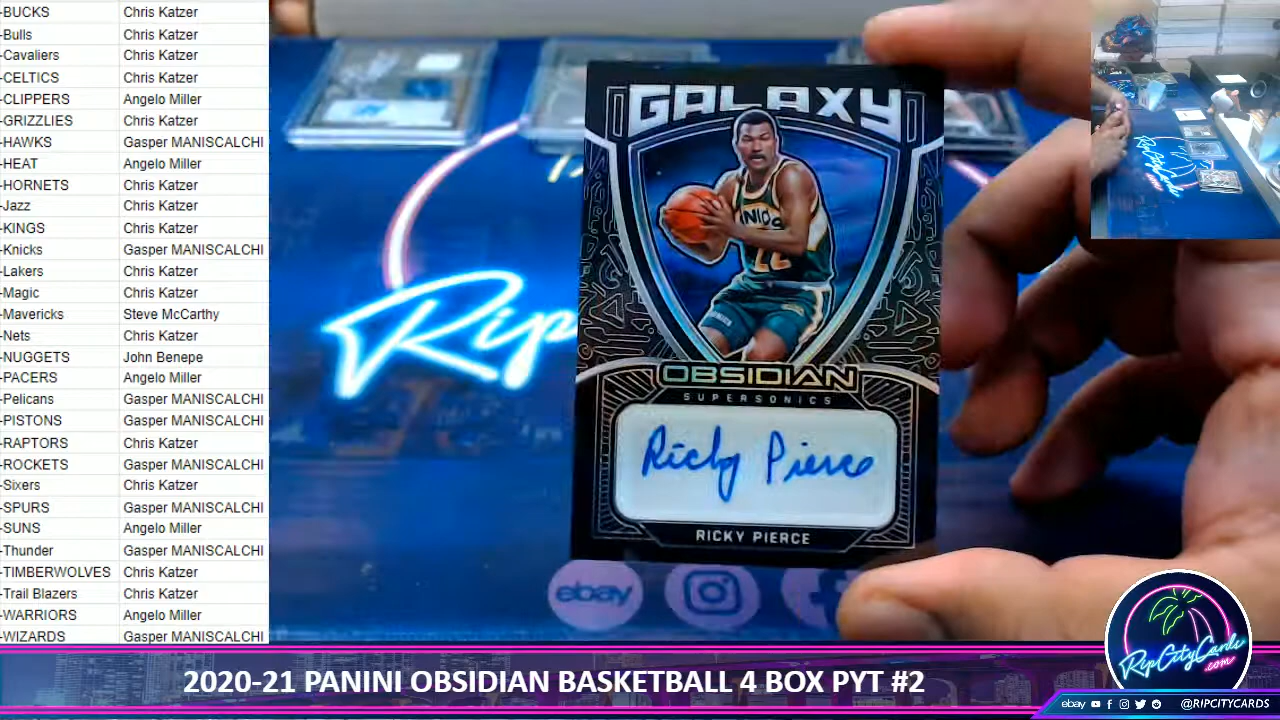 -BUCKS Chris Katzer
-Bulls Chris Katzer
-Cavaliers Chris Katzer
-CELTICS Chris Katzer
-CLIPPERS Angelo Miller
-GRIZZLIES Chris Katzer
-HAWKS Gasper MANISCALCHI
-HEAT Angelo Miller
-HORNETS Chris Katzer
-Jazz Chris Katzer
-KINGS Chris Katzer
-Knicks Gasper MANISCALCHI
-Lakers Chris Katzer
-Magic Chris Katzer
-Mavericks Steve McCarthy
-Nets Chris Katzer
-NUGGETS John Benepe
-PACERS Angelo Miller
-Pelicans Gasper MANISCALCHI
-PISTONS Gasper MANISCALCHI
-RAPTORS Chris Katzer
-ROCKETS Gasper MANISCALCHI
-Sixers Chris Katzer
-SPURS Gasper MANISCALCHI
-SUNS Angelo Miller
-Thunder Gasper MANISCALCHI
-TIMBERWOLVES Chris Katzer
-Trail Blazers Chris Katzer
-WARRIORS Angelo Miller
-WIZARDS Gasper MANISCALCHI
GALAXY
OBSIDIAN
SUPERSONICS
Ricky Pierce
RICKY PIERCE
Rip
ebay
RipCityCards
.com
2020-21 PANINI OBSIDIAN BASKETBALL 4 BOX PYT #2
ebay @RIPCITYCARDS